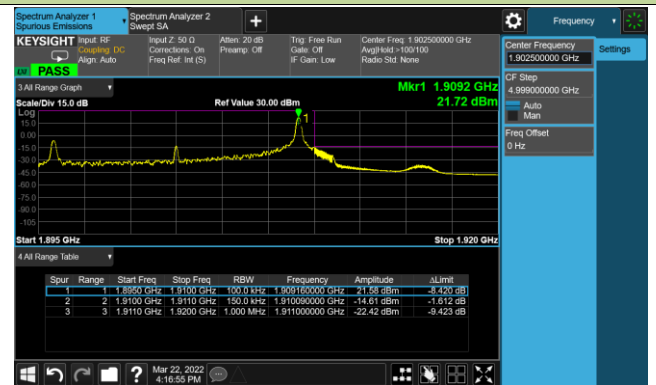 Spectrum Analyzer 1
Spurious Emissions
Spectrum Analyzer 2
Swept SA
Frequency
KEYSIGHT
Input: RF
Coupling: DC
Align: Auto
Input Z: 50 Ω
Corrections: On
Freq Ref: Int (S)
Atten: 20 dB
Preamp: Off
Trig: Free Run
Gate: Off
IF Gain: Low
Center Freq: 1.902500000 GHz
Avg|Hold:>100/100
Radio Std: None
PASS
Center Frequency
1.902500000 GHz
Settings
CF Step
4.999000000 GHz
Auto
Man
Freq Offset
0 Hz
3 All Range Graph
Mkr1 1.9092 GHz
Scale/Div 15.0 dB
Ref Value 30.00 dBm
21.72 dBm
Log
1
15.0
0.00
-15.0
-30.0
-45.0
-60.0
-75.0
-90.0
-105
Start 1.895 GHz
Stop 1.920 GHz
4 All Range Table
Spur Range Start Freq Stop Freq RBW Frequency Amplitude ΔLimit
1 1 1.8950 GHz 1.9100 GHz 100.0 kHz 1.909160000 GHz 21.58 dBm -8.420 dB
2 2 1.9100 GHz 1.9110 GHz 150.0 kHz 1.910090000 GHz -14.61 dBm -1.612 dB
3 3 1.9110 GHz 1.9200 GHz 1.000 MHz 1.911000000 GHz -22.42 dBm -9.423 dB
Mar 22, 2022
4:16:55 PM